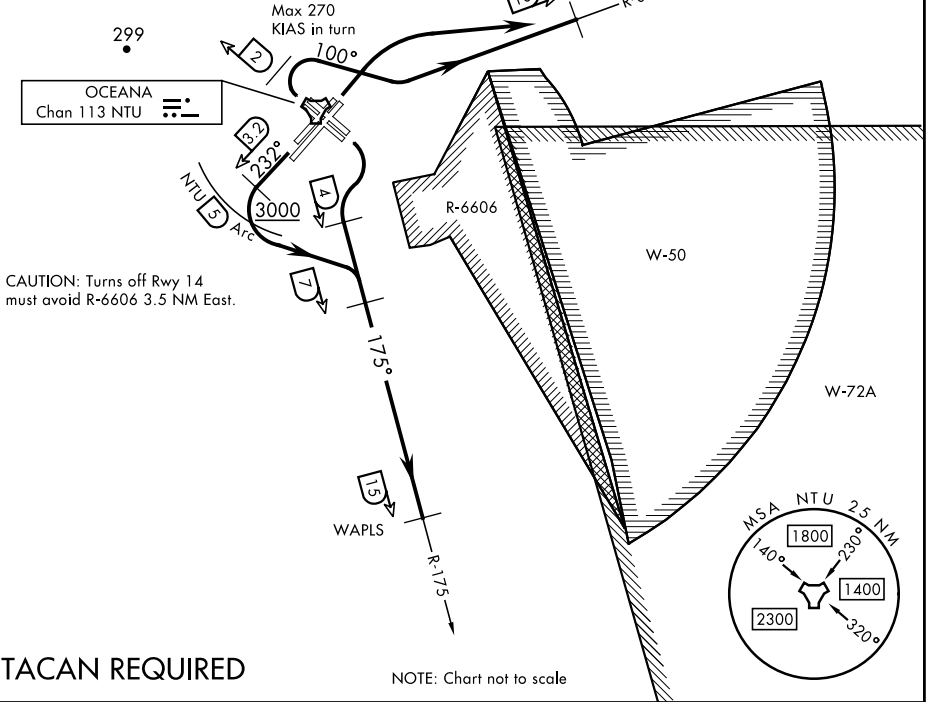 Max 270
KIAS in turn
299
2
100°
OCEANA
Chan 113 NTU
3.2
232°
NTU 5 Arc
4
3000
R-6606
W-50
CAUTION: Turns off Rwy 14
must avoid R-6606 3.5 NM East.
7
175°
W-72A
15
WAPLS
R-175
MSA NTU 25 NM
1800
140°
230°
1400
2300
320°
TACAN REQUIRED
NOTE: Chart not to scale